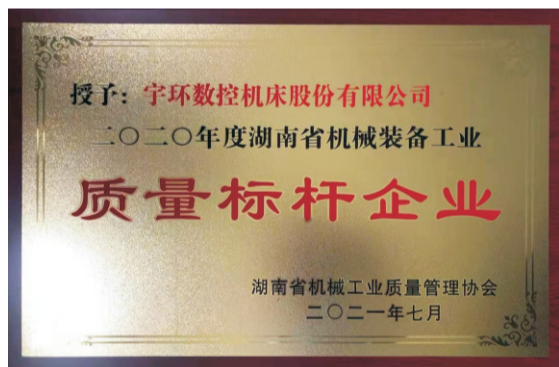 授予：宇环数控机床股份有限公司
二〇二〇年度湖南省机械装备工业
质量标杆企业
湖南省机械工业质量管理协会
二〇二一年七月